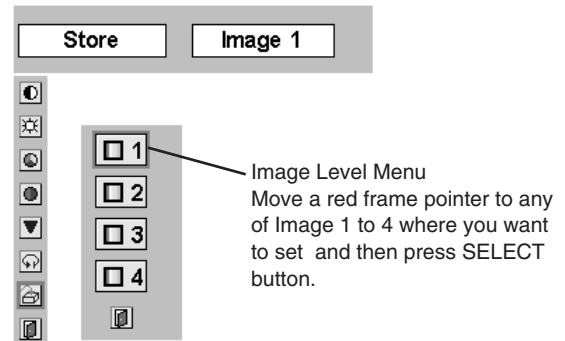 Store Image 1
1
2
3
4
Image Level Menu
Move a red frame pointer to any
of Image 1 to 4 where you want
to set and then press SELECT
button.